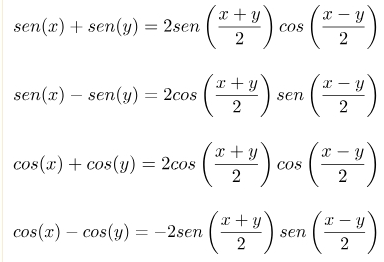 sen(x) + sen(y) = 2sen((x + y)/2) cos((x − y)/2)
sen(x) − sen(y) = 2cos((x + y)/2) sen((x − y)/2)
cos(x) + cos(y) = 2cos((x + y)/2) cos((x − y)/2)
cos(x) − cos(y) = −2sen((x + y)/2) sen((x − y)/2)